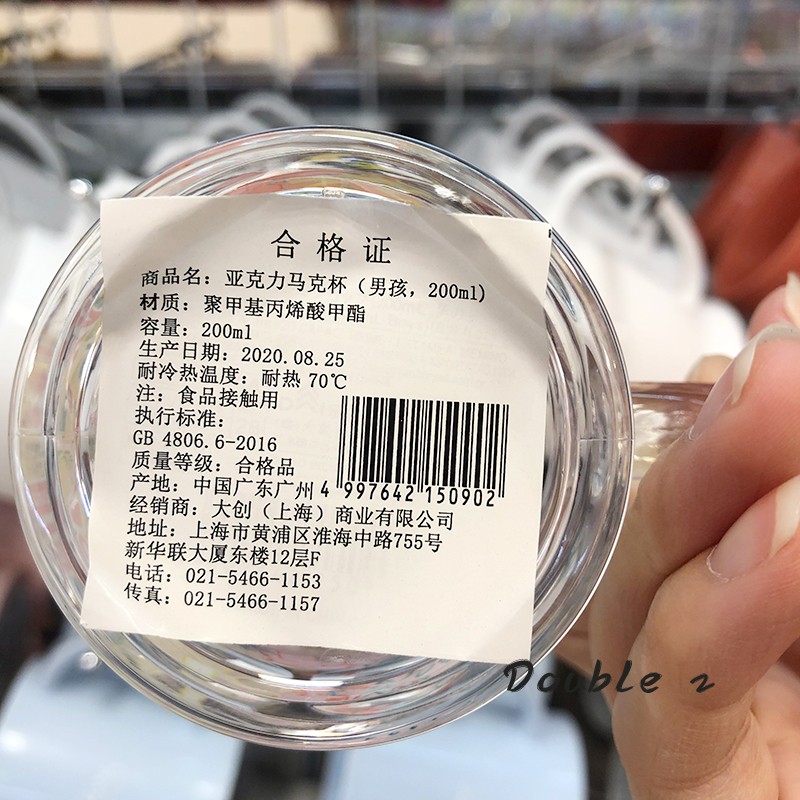 合格证
商品名：亚克力马克杯（男孩，200ml）
材质：聚甲基丙烯酸甲酯
容量：200ml
生产日期：2020.08.25
耐冷热温度：耐热 70℃
注：食品接触用
执行标准：
GB 4806.6-2016
质量等级：合格品
产地：中国广东广州
4 997642 150902
经销商：大创（上海）商业有限公司
地址：上海市黄浦区淮海中路755号
新华联大厦东楼12层F
电话：021-5466-1153
传真：021-5466-1157
Double 2